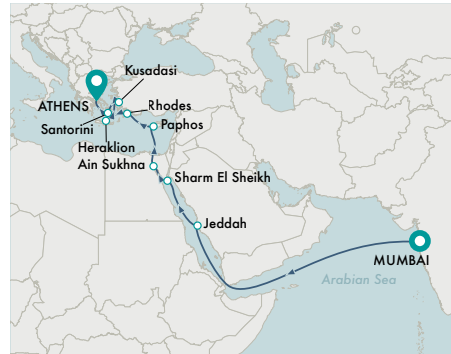 Kusadasi
ATHENS
Rhodes
Santorini
Paphos
Heraklion
Ain Sukhna
Sharm El Sheikh
Jeddah
MUMBAI
Arabian Sea